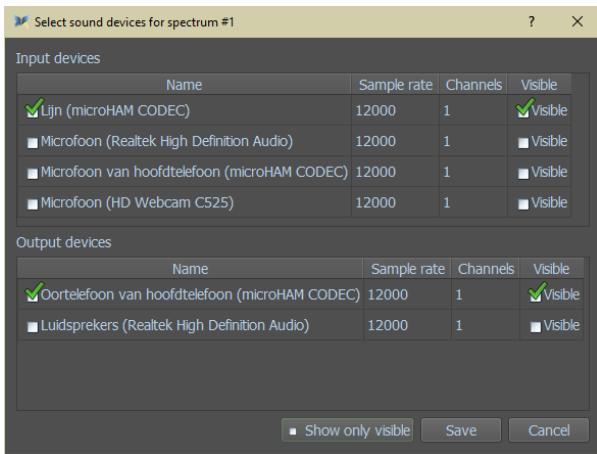 Select sound devices for spectrum #1
Input devices
Name Sample rate Channels Visible
Lijn (microHAM CODEC) 12000 1 Visible
Microfoon (Realtek High Definition Audio) 12000 1 Visible
Microfoon van hoofdtelefoon (microHAM CODEC) 12000 1 Visible
Microfoon (HD Webcam C525) 12000 1 Visible
Output devices
Name Sample rate Channels Visible
Oortelefoon van hoofdtelefoon (microHAM CODEC) 12000 1 Visible
Luidsprekers (Realtek High Definition Audio) 12000 1 Visible
Show only visible Save Cancel